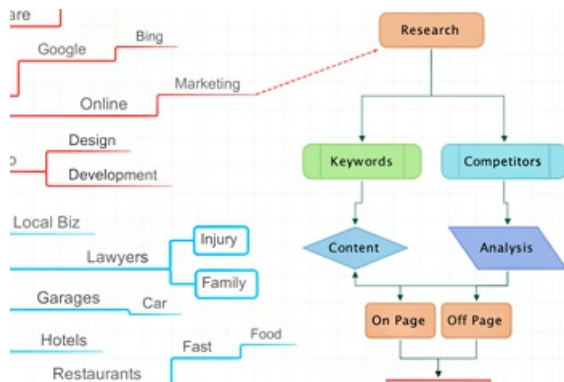 are
Google
Bing
Online
Marketing
o
Design
Development
Local Biz
Lawyers
Injury
Family
Garages
Car
Hotels
Restaurants
Fast
Food
Research
Keywords
Competitors
Content
Analysis
On Page
Off Page